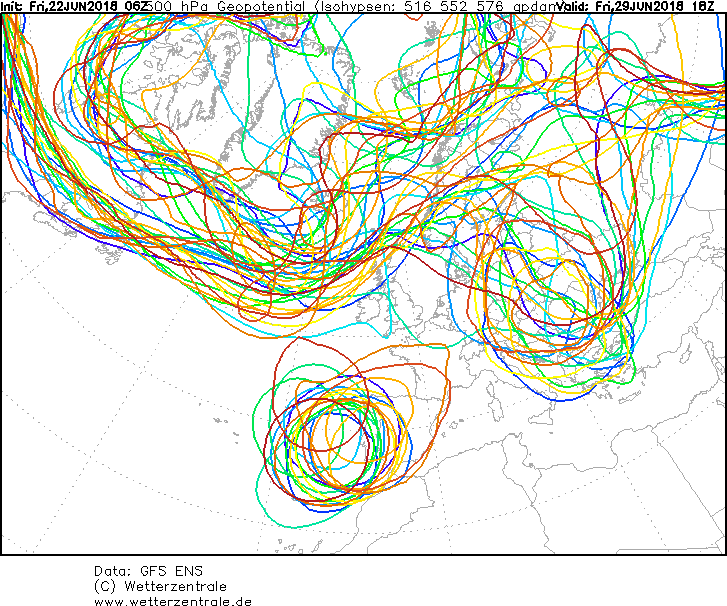 Init: Fri,22JUN2018 06Z 500 hPa Geopotential (Isohypsen: 516 552 576 gpdam) Valid: Fri,29JUN2018 18Z
Data: GFS ENS
(C) Wetterzentrale
www.wetterzentrale.de